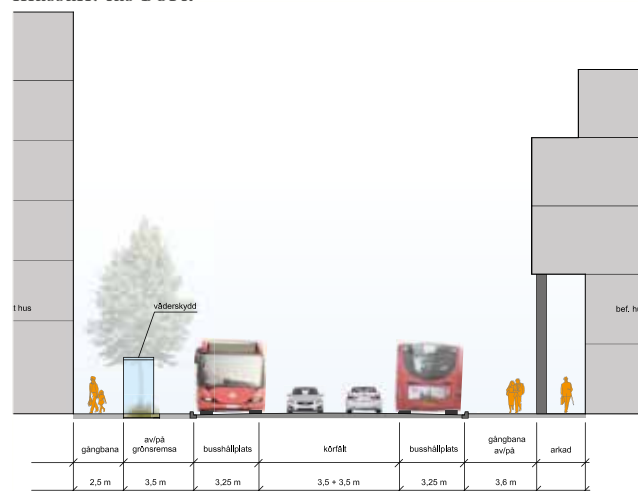 väderskydd
t hus
bef. hu
gångbana
av/på
grönsremsa
busshållplats
körfält
busshållplats
gångbana
av/på
arkad
2,5 m
3,5 m
3,25 m
3,5 + 3,5 m
3,25 m
3,6 m